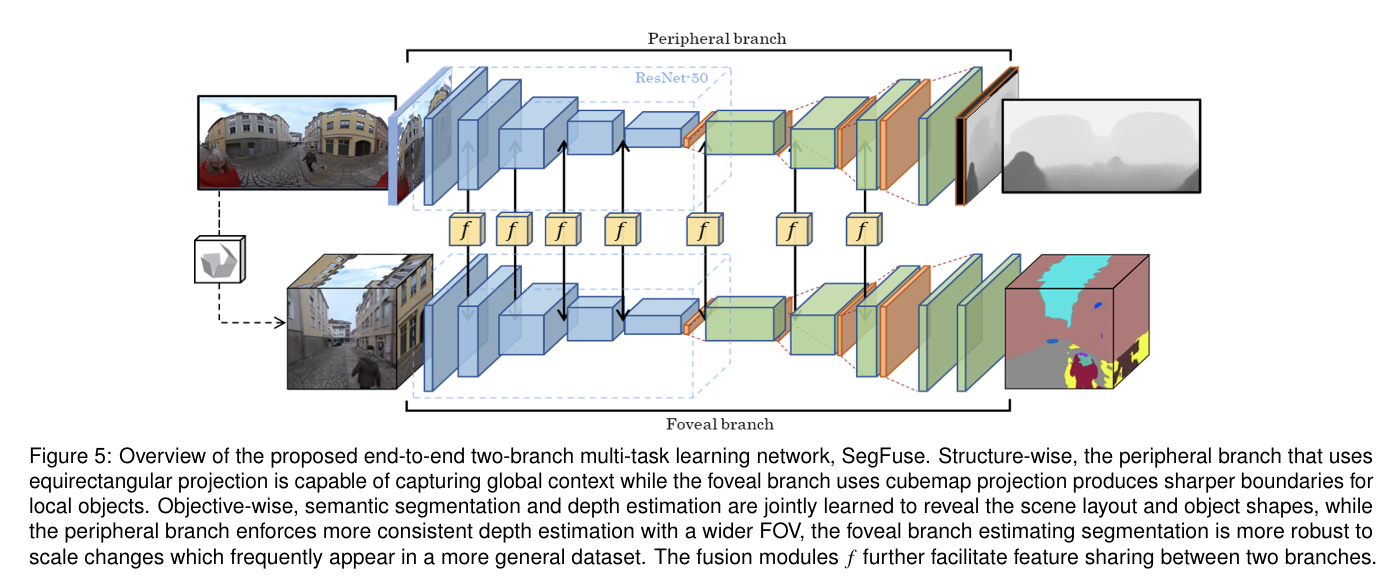 Peripheral branch
ResNet-50
f f f f f f f
Foveal branch
Figure 5: Overview of the proposed end-to-end two-branch multi-task learning network, SegFuse. Structure-wise, the peripheral branch that uses
equirectangular projection is capable of capturing global context while the foveal branch uses cubemap projection produces sharper boundaries for
local objects. Objective-wise, semantic segmentation and depth estimation are jointly learned to reveal the scene layout and object shapes, while
the peripheral branch enforces more consistent depth estimation with a wider FOV, the foveal branch estimating segmentation is more robust to
scale changes which frequently appear in a more general dataset. The fusion modules f further facilitate feature sharing between two branches.